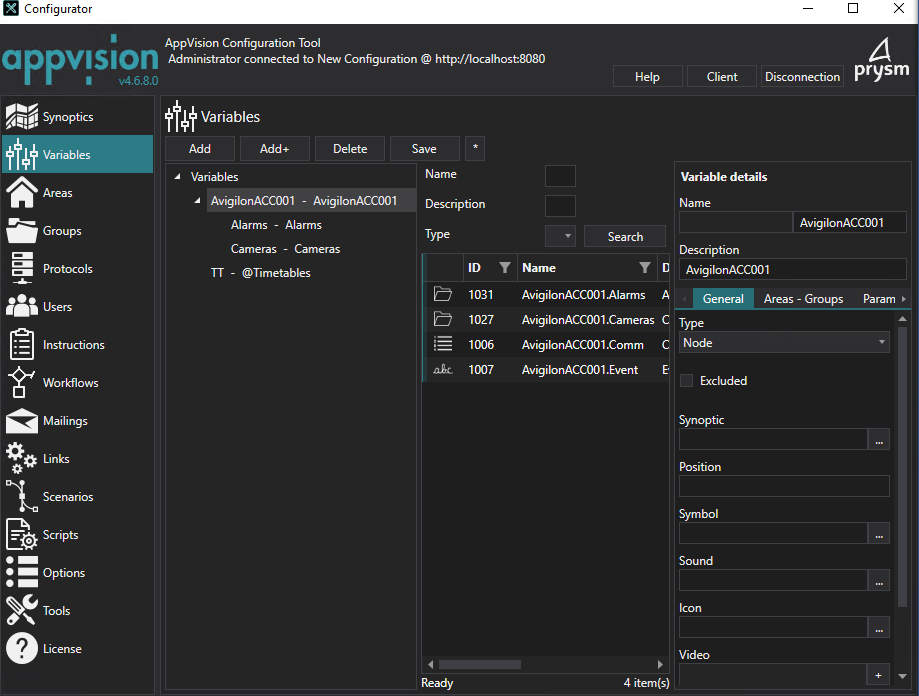 Configurator
appvision
v4.6.8.0
AppVision Configuration Tool
Administrator connected to New Configuration @ http://localhost:8080
Help
Client
Disconnection
prysm
Synoptics
Variables
Areas
Groups
Protocols
Users
Instructions
Workflows
Mailings
Links
Scenarios
Scripts
Options
Tools
License
Variables
Add
Add+
Delete
Save
*
Variables
AvigilonACC001 - AvigilonACC001
Alarms - Alarms
Cameras - Cameras
TT - @Timetables
Name
Description
Type
Search
ID Name D
1031 AvigilonACC001.Alarms A
1027 AvigilonACC001.Cameras C
1006 AvigilonACC001.Comm C
abc 1007 AvigilonACC001.Event E
Ready 4 item(s)
Variable details
Name
AvigilonACC001
Description
AvigilonACC001
General Areas - Groups Param
Type
Node
Excluded
Synoptic
...
Position
Symbol
...
Sound
...
Icon
...
Video
+